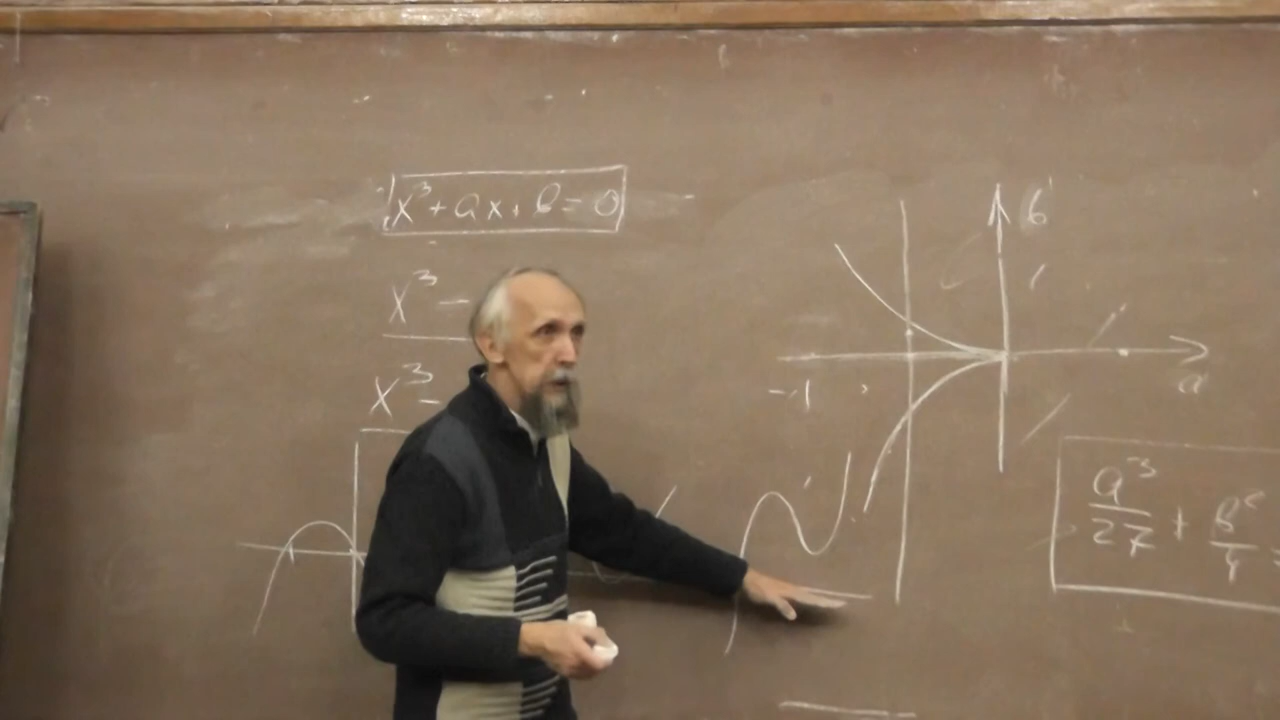 x³ + ax + b = 0
x³ -
x³ -
b
-1
a
a³/27 + b²/4 =